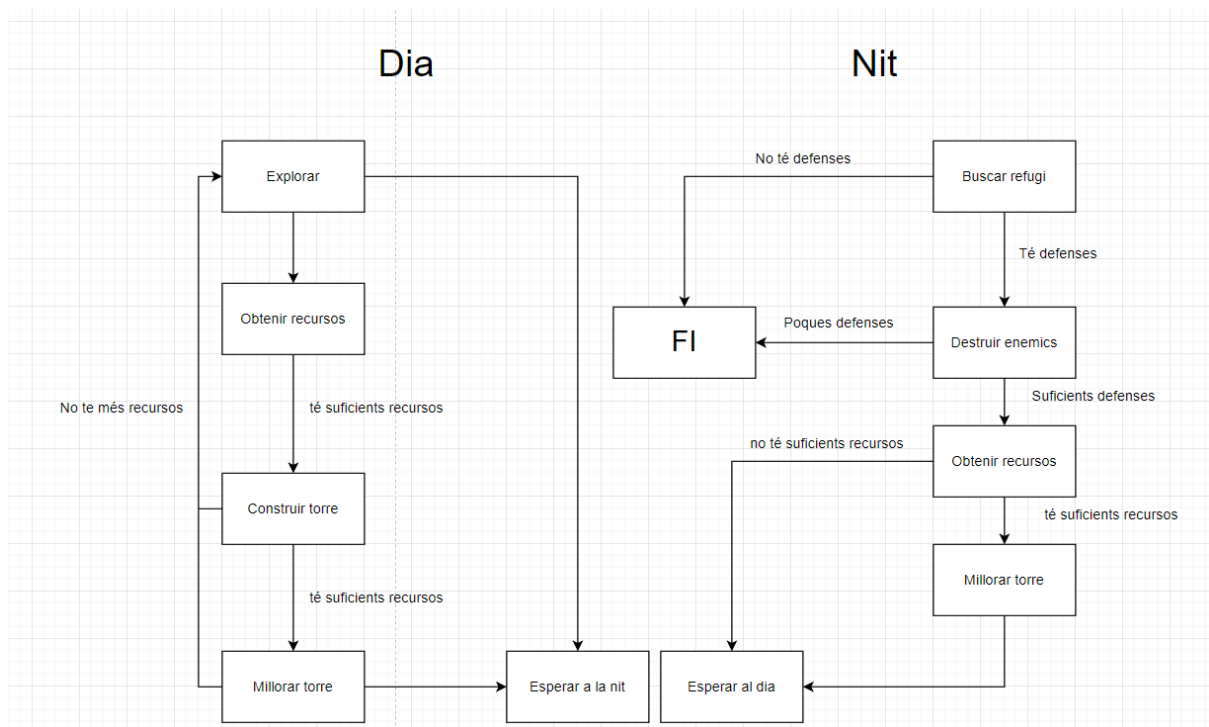 Dia
Nit
Explorar
No té defenses
Buscar refugi
Té defenses
Obtenir recursos
FI
Poques defenses
Destruir enemics
No te més recursos
té suficients recursos
Suficients defenses
no té suficients recursos
Obtenir recursos
Construir torre
té suficients recursos
Millorar torre
té suficients recursos
Millorar torre
Esperar a la nit
Esperar al dia